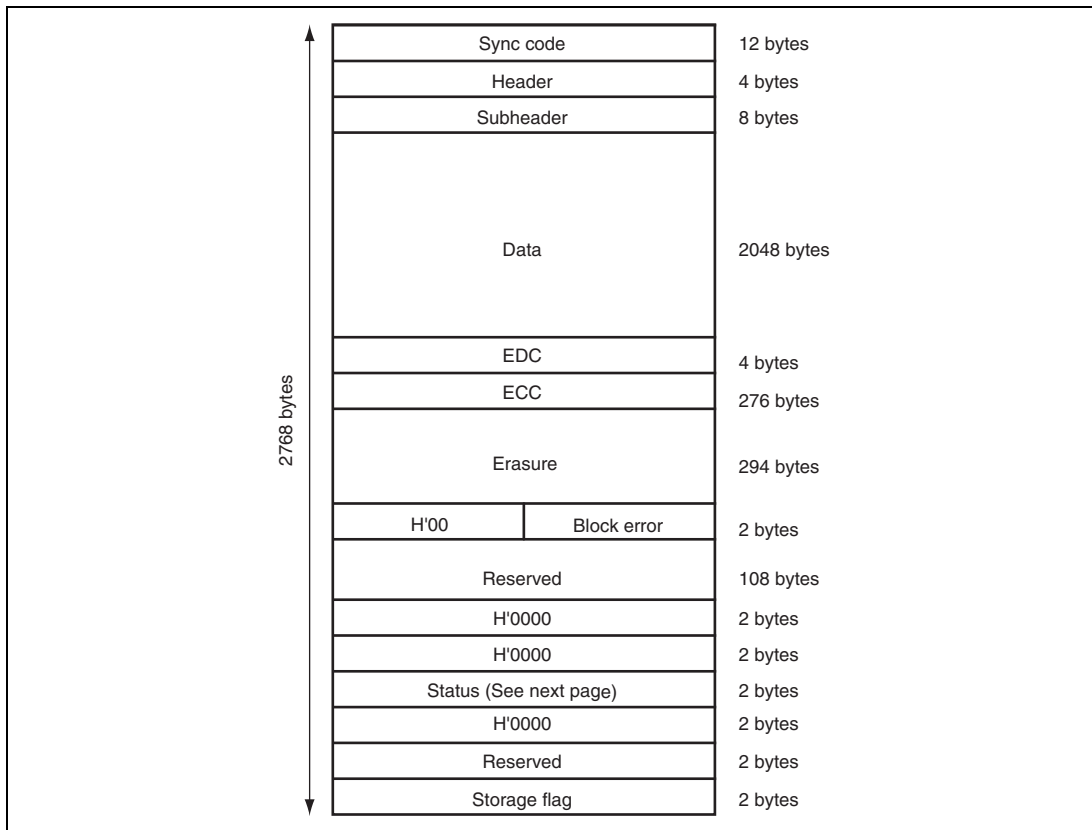 Sync code 12 bytes
Header 4 bytes
Subheader 8 bytes
Data 2048 bytes
EDC 4 bytes
ECC 276 bytes
2768 bytes
Erasure 294 bytes
H'00 Block error 2 bytes
Reserved 108 bytes
H'0000 2 bytes
H'0000 2 bytes
Status (See next page) 2 bytes
H'0000 2 bytes
Reserved 2 bytes
Storage flag 2 bytes